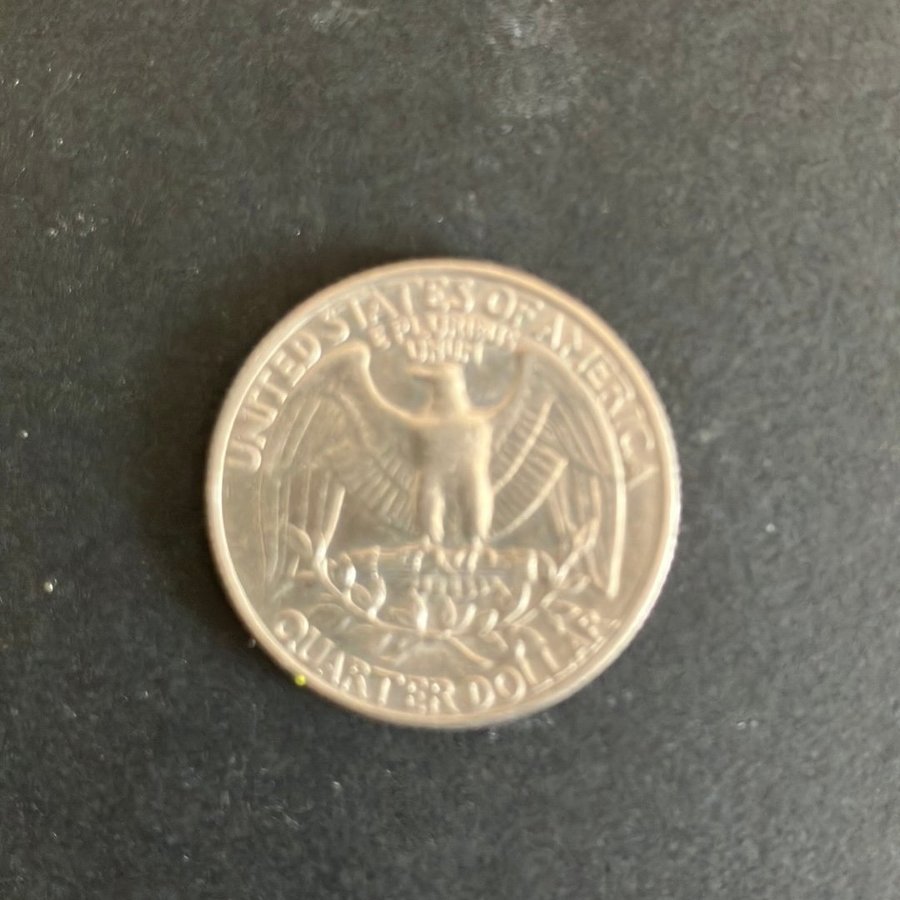 UNITED STATES OF AMERICA
E PLURIBUS
UNUM
QUARTER DOLLAR